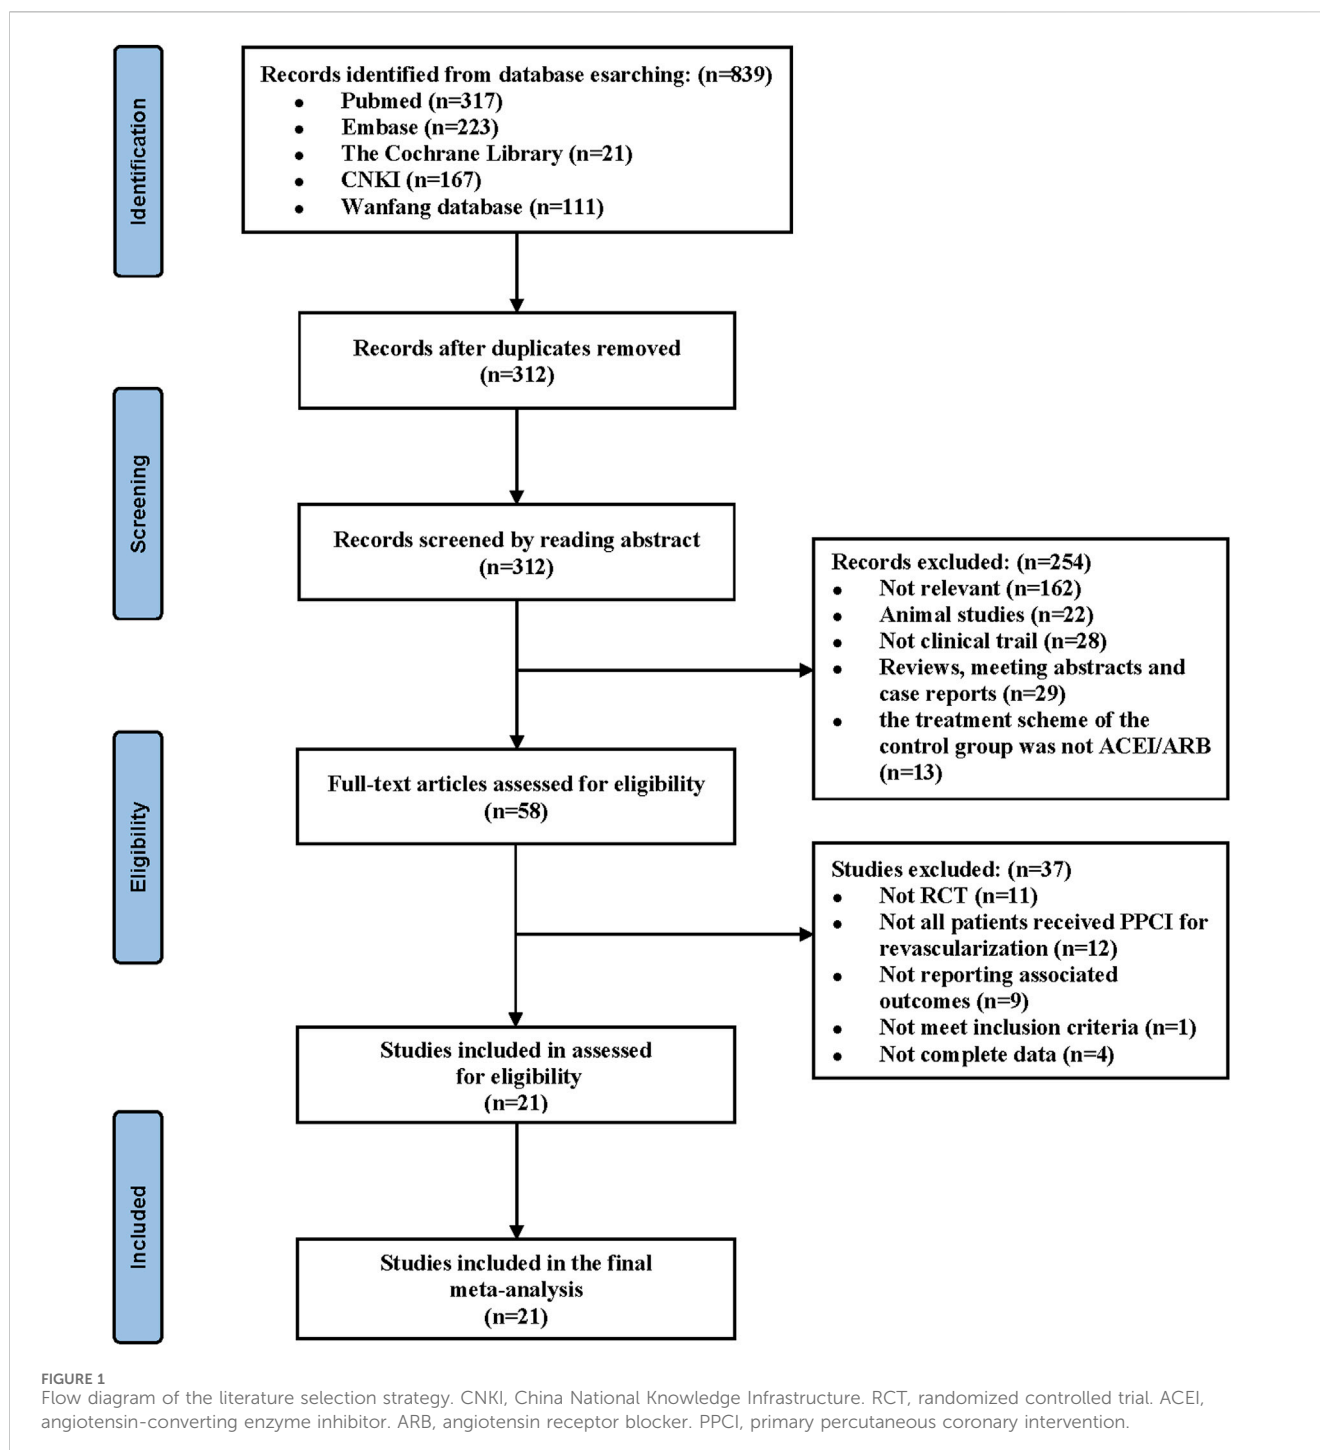 Identification
Records identified from database esarching: (n=839)
• Pubmed (n=317)
• Embase (n=223)
• The Cochrane Library (n=21)
• CNKI (n=167)
• Wanfang database (n=111)
Records after duplicates removed
(n=312)
Screening
Records screened by reading abstract
(n=312)
Records excluded: (n=254)
• Not relevant (n=162)
• Animal studies (n=22)
• Not clinical trail (n=28)
• Reviews, meeting abstracts and
case reports (n=29)
• the treatment scheme of the
control group was not ACEI/ARB
(n=13)
Eligibility
Full-text articles assessed for eligibility
(n=58)
Studies excluded: (n=37)
• Not RCT (n=11)
• Not all patients received PPCI for
revascularization (n=12)
• Not reporting associated
outcomes (n=9)
• Not meet inclusion criteria (n=1)
• Not complete data (n=4)
Studies included in assessed
for eligibility
(n=21)
Included
Studies included in the final
meta-analysis
(n=21)
FIGURE 1
Flow diagram of the literature selection strategy. CNKI, China National Knowledge Infrastructure. RCT, randomized controlled trial. ACEI,
angiotensin-converting enzyme inhibitor. ARB, angiotensin receptor blocker. PPCI, primary percutaneous coronary intervention.